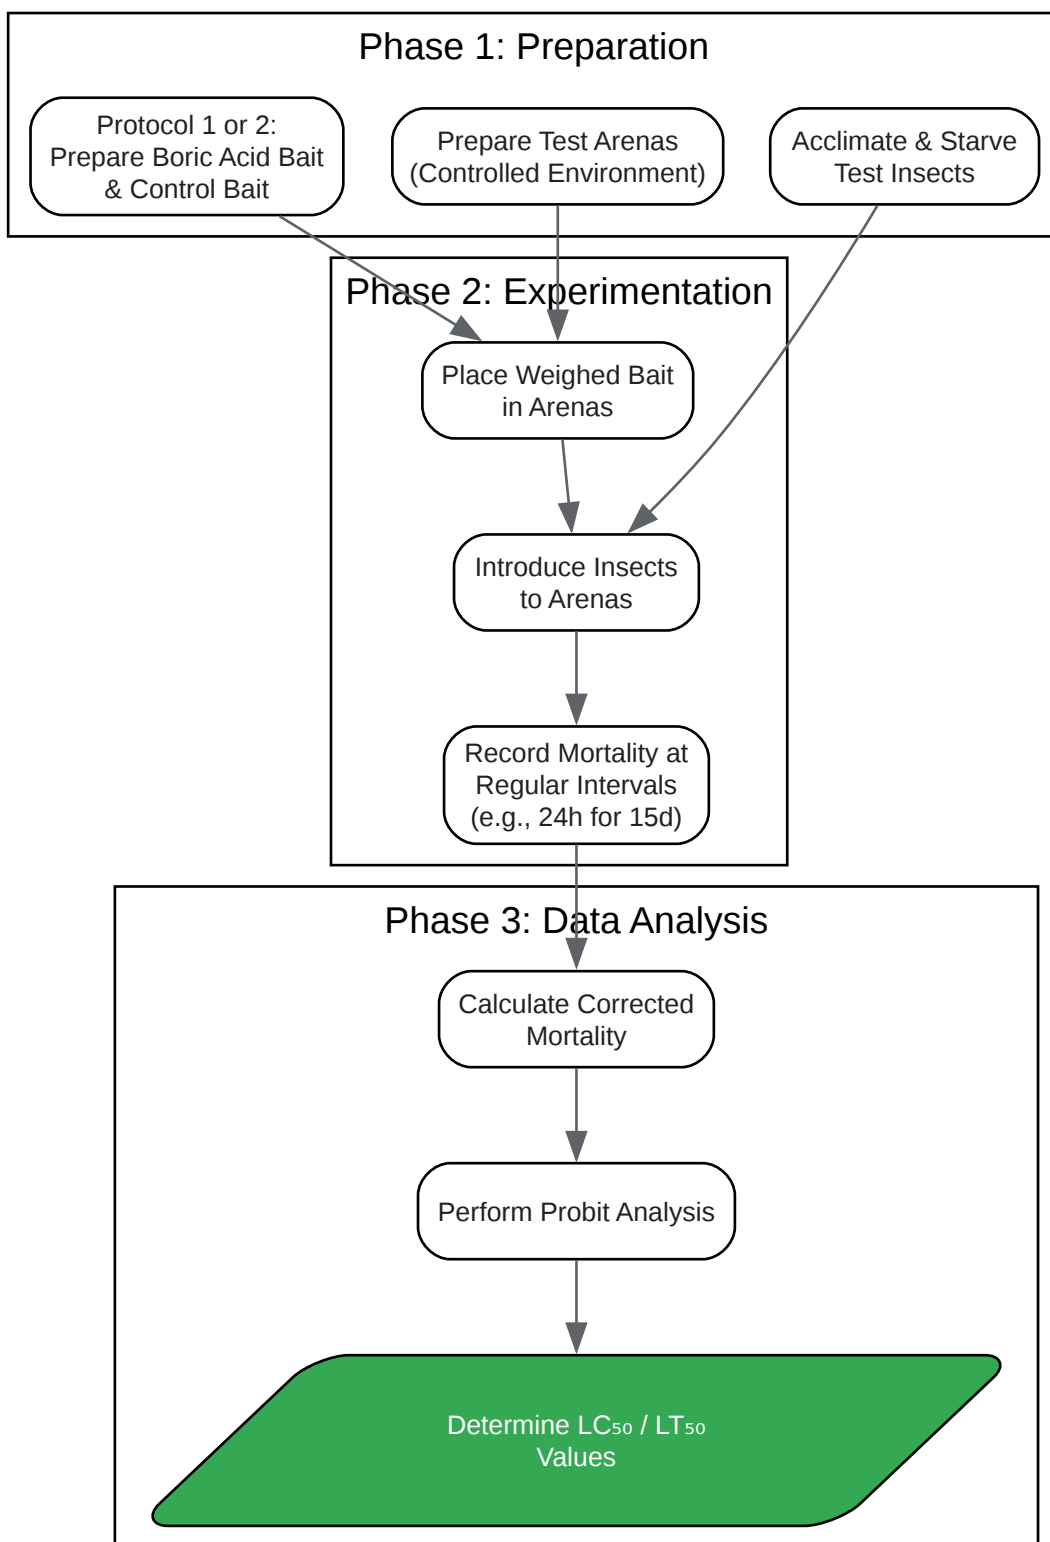 Phase 1: Preparation
Protocol 1 or 2:
Prepare Boric Acid Bait
& Control Bait
Prepare Test Arenas
(Controlled Environment)
Acclimate & Starve
Test Insects
Phase 2: Experimentation
Place Weighed Bait
in Arenas
Introduce Insects
to Arenas
Record Mortality at
Regular Intervals
(e.g., 24h for 15d)
Phase 3: Data Analysis
Calculate Corrected
Mortality
Perform Probit Analysis
Determine LC₅₀ / LT₅₀
Values